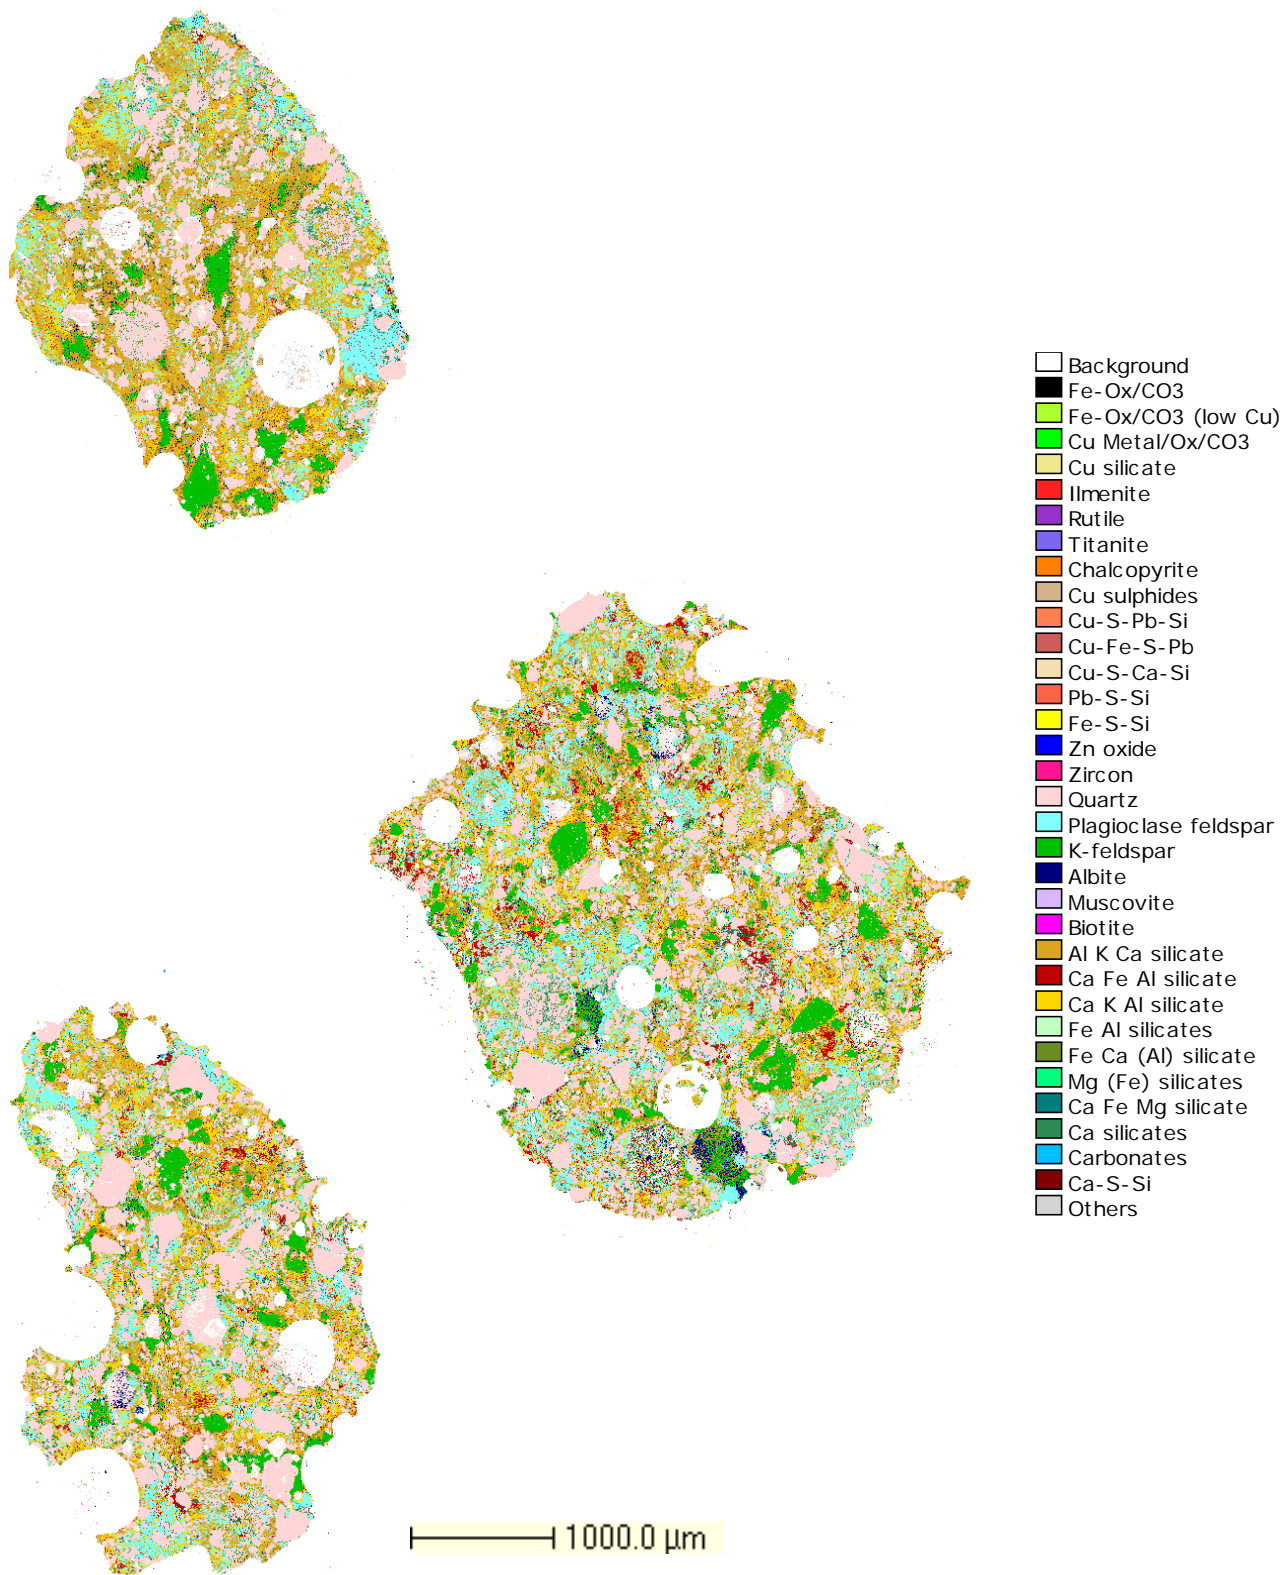 Background
Fe-Ox/CO3
Fe-Ox/CO3 (low Cu)
Cu Metal/Ox/CO3
Cu silicate
Ilmenite
Rutile
Titanite
Chalcopyrite
Cu sulphides
Cu-S-Pb-Si
Cu-Fe-S-Pb
Cu-S-Ca-Si
Pb-S-Si
Fe-S-Si
Zn oxide
Zircon
Quartz
Plagioclase feldspar
K-feldspar
Albite
Muscovite
Biotite
Al K Ca silicate
Ca Fe Al silicate
Ca K Al silicate
Fe Al silicates
Fe Ca (Al) silicate
Mg (Fe) silicates
Ca Fe Mg silicate
Ca silicates
Carbonates
Ca-S-Si
Others
1000.0 µm